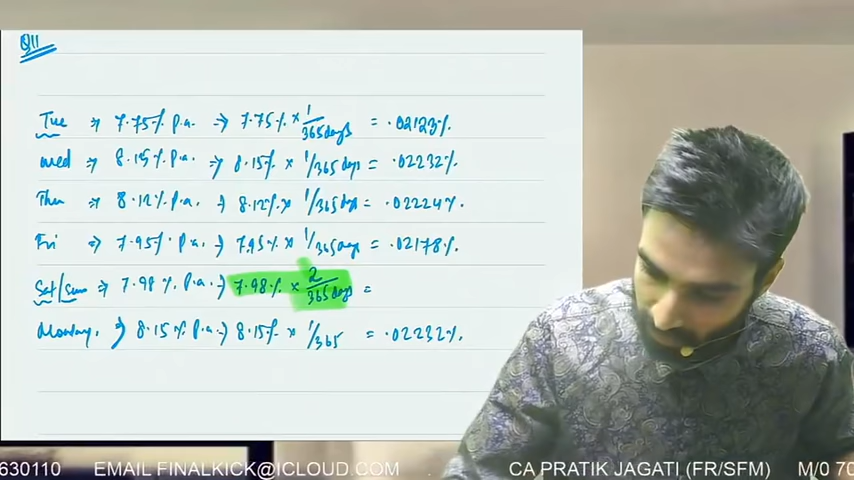 Q11
Tue → 7.75% p.a. → 7.75% × 1/365 days = .02123%.
Wed → 8.15% p.a. → 8.15% × 1/365 days = .02232%.
Thu → 8.12% p.a. → 8.12% × 1/365 days = .02224%.
Fri → 7.95% p.a. → 7.95% × 1/365 days = .02178%.
Sat/Sun → 7.98% p.a. → 7.98% × 2/365 days =
Monday. → 8.15% p.a. → 8.15% × 1/365 = .02232%.
630110 EMAIL FINALKICK@ICLOUD.COM CA PRATIK JAGATI (FR/SFM) M/0 70